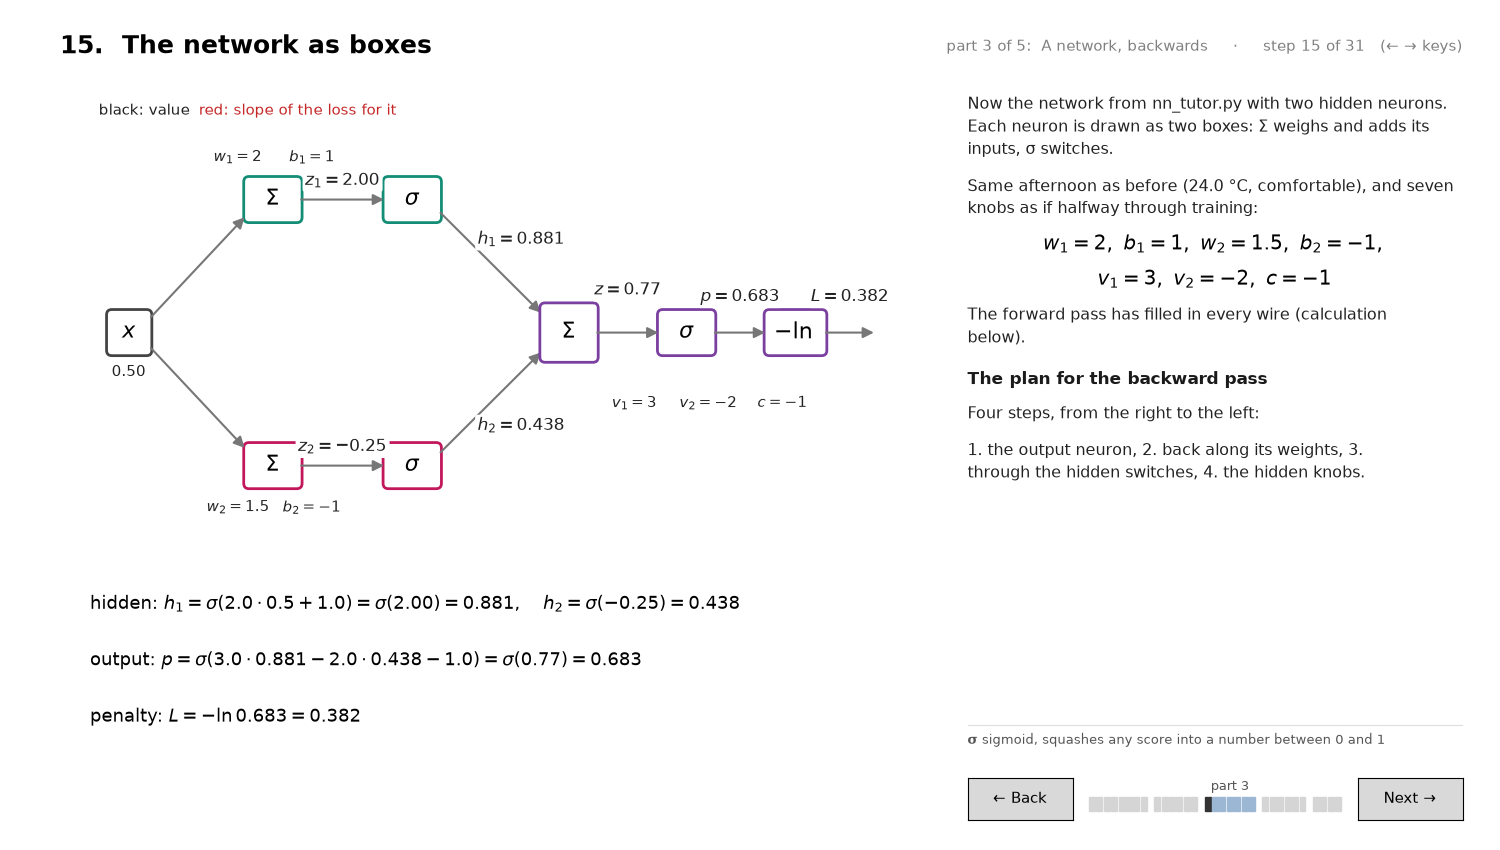 15.  The network as boxes
part 3 of 5:  A network, backwards    ·    step 15 of 31   (← → keys)
black: value  red: slope of the loss for it
w₁ = 2    b₁ = 1
z₁ = 2.00
Σ
σ
h₁ = 0.881
z = 0.77
p = 0.683
L = 0.382
x
Σ
σ
−ln
0.50
v₁ = 3    v₂ = −2    c = −1
h₂ = 0.438
z₂ = −0.25
Σ
σ
w₂ = 1.5   b₂ = −1
hidden: h₁ = σ(2.0 · 0.5 + 1.0) = σ(2.00) = 0.881,    h₂ = σ(−0.25) = 0.438
output: p = σ(3.0 · 0.881 − 2.0 · 0.438 − 1.0) = σ(0.77) = 0.683
penalty: L = −ln 0.683 = 0.382
Now the network from nn_tutor.py with two hidden neurons.
Each neuron is drawn as two boxes: Σ weighs and adds its
inputs, σ switches.
Same afternoon as before (24.0 °C, comfortable), and seven
knobs as if halfway through training:
w₁ = 2,  b₁ = 1,  w₂ = 1.5,  b₂ = −1,
v₁ = 3,  v₂ = −2,  c = −1
The forward pass has filled in every wire (calculation
below).
The plan for the backward pass
Four steps, from the right to the left:
1. the output neuron, 2. back along its weights, 3.
through the hidden switches, 4. the hidden knobs.
σ sigmoid, squashes any score into a number between 0 and 1
part 3
← Back
Next →